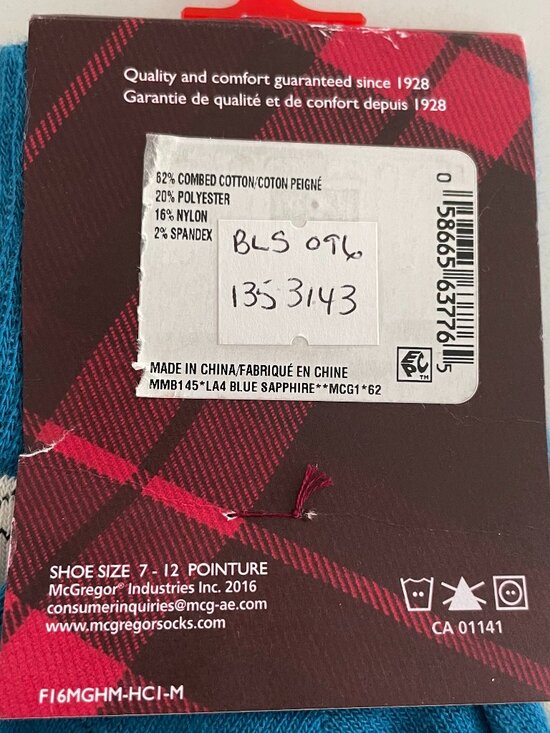 Quality and comfort guaranteed since 1928
Garantie de qualité et de confort depuis 1928
62% COMBED COTTON/COTON PEIGNÉ
20% POLYESTER
16% NYLON
2% SPANDEX
BLS 096
1353143
0 58665 63776 5
MADE IN CHINA/FABRIQUÉ EN CHINE
MMB145*LA4 BLUE SAPPHIRE**MCG1*62
ECPC™
SHOE SIZE 7 - 12 POINTURE
McGregor® Industries Inc. 2016
consumerinquiries@mcg-ae.com
www.mcgregorsocks.com
CA 01141
F16MGHM-HC1-M